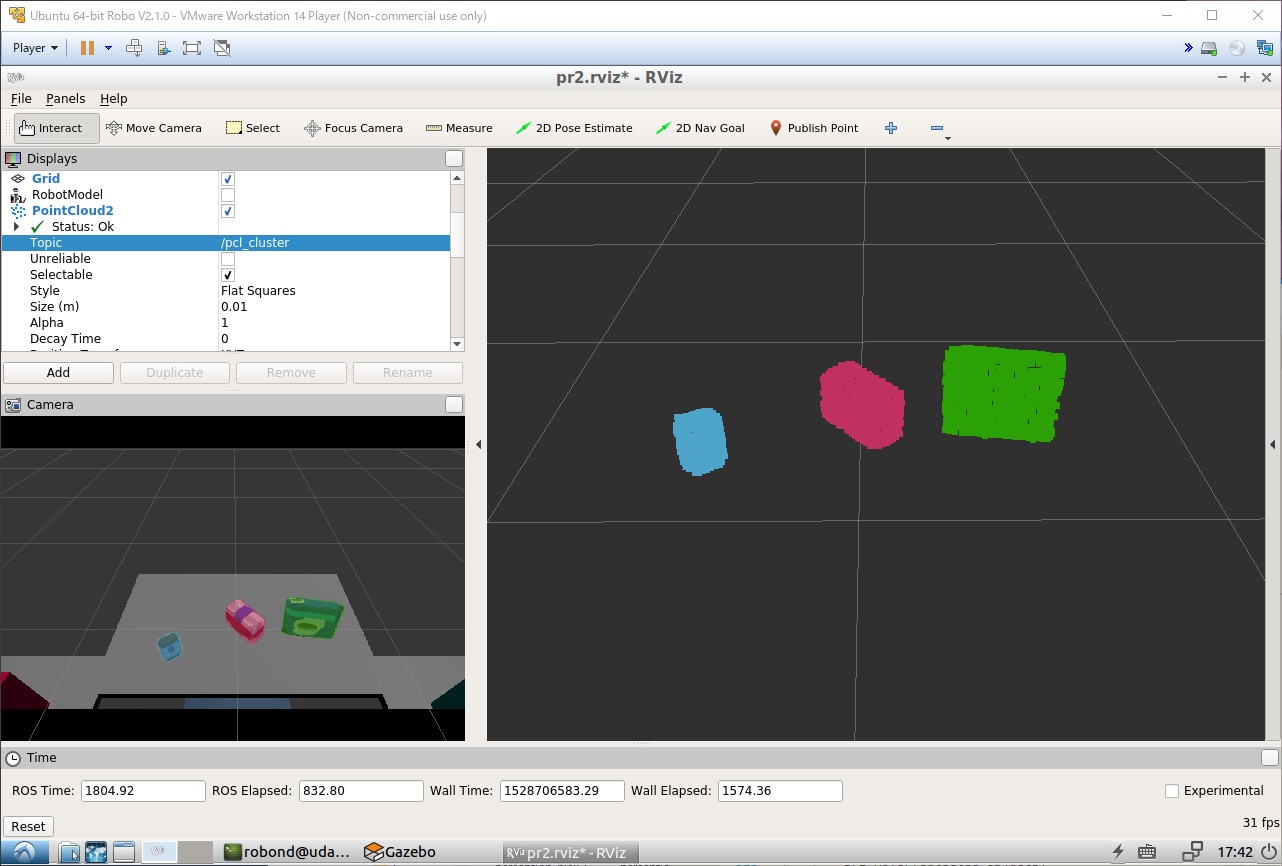 Ubuntu 64-bit Robo V2.1.0 - VMware Workstation 14 Player (Non-commercial use only)
Player
pr2.rviz* - RViz
File Panels Help
Interact Move Camera Select Focus Camera Measure 2D Pose Estimate 2D Nav Goal Publish Point
Displays
Grid
RobotModel
PointCloud2
Status: Ok
Topic /pcl_cluster
Unreliable
Selectable
Style Flat Squares
Size (m) 0.01
Alpha 1
Decay Time 0
Add Duplicate Remove Rename
Camera
Time
ROS Time: 1804.92 ROS Elapsed: 832.80 Wall Time: 1528706583.29 Wall Elapsed: 1574.36 Experimental
Reset 31 fps
robond@uda... Gazebo pr2.rviz* - RViz 17:42